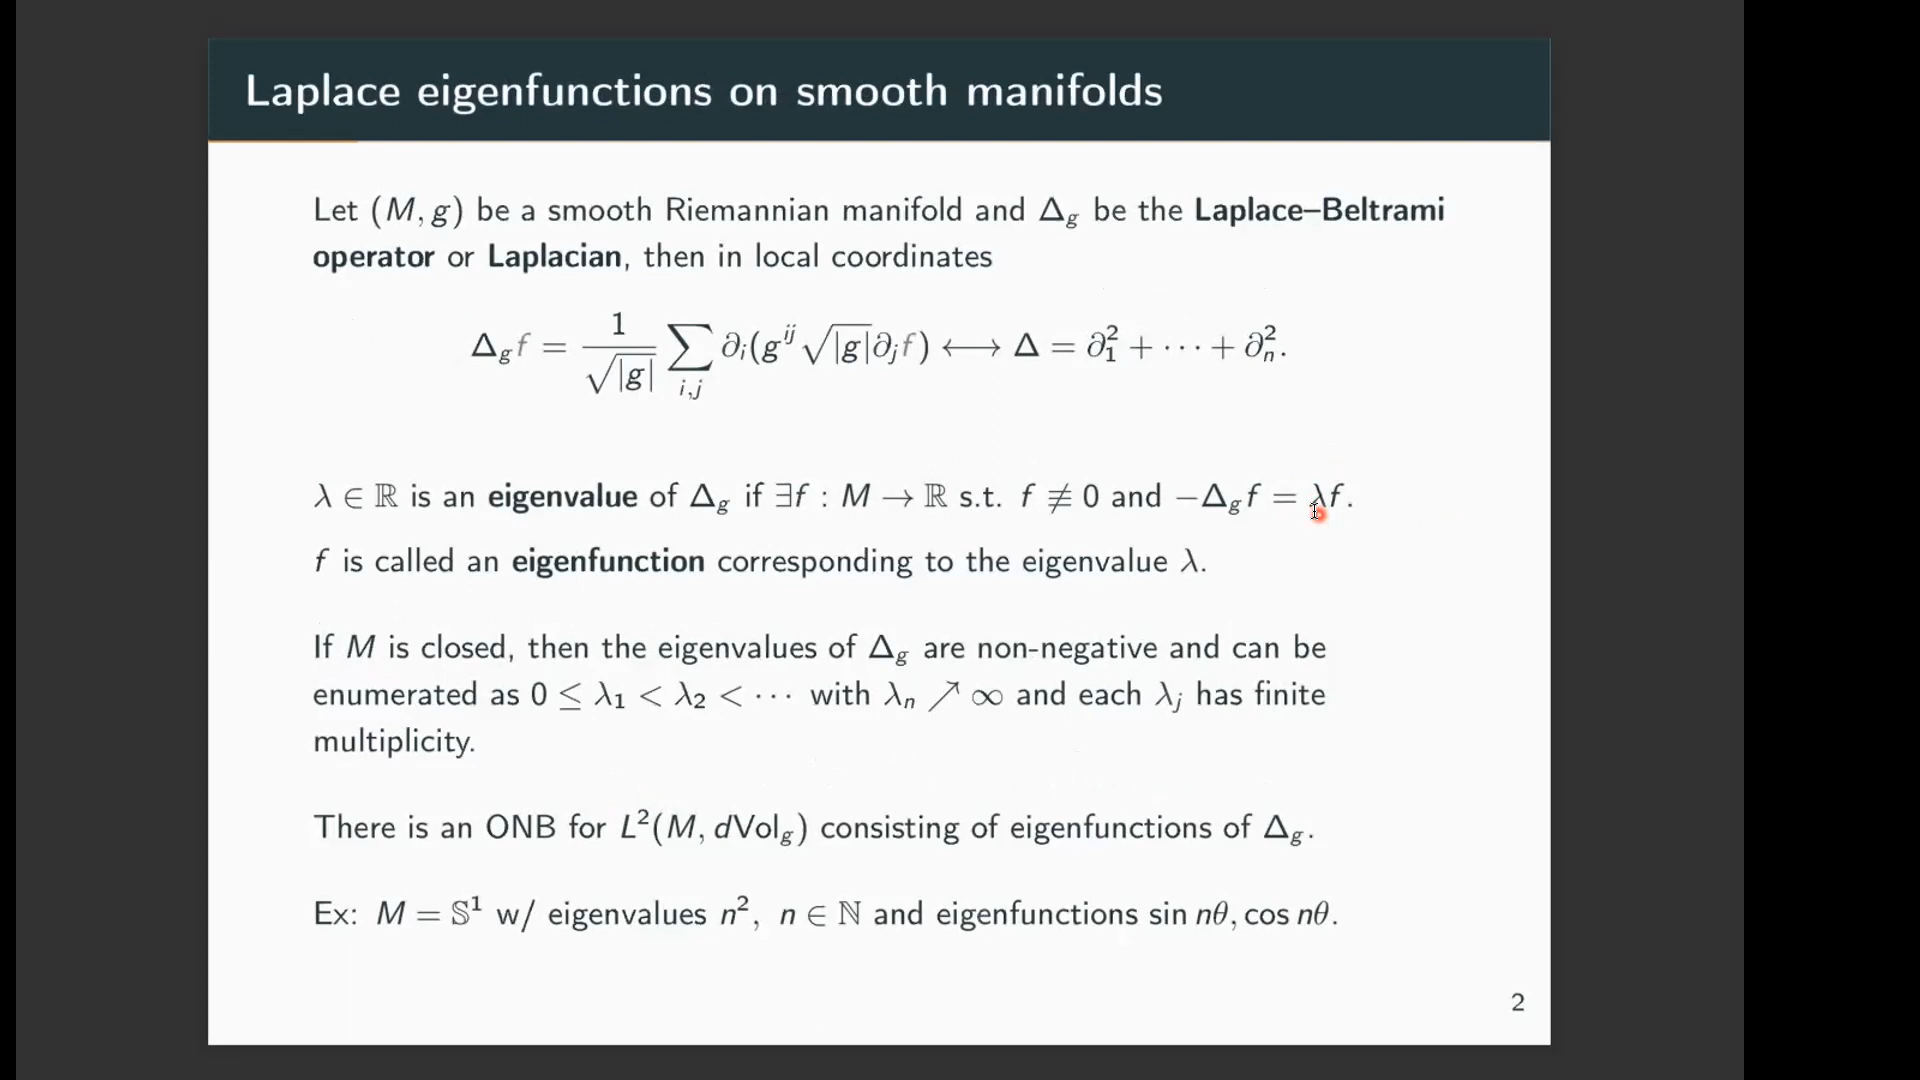 Laplace eigenfunctions on smooth manifolds
Let (M, g) be a smooth Riemannian manifold and Δ_g be the Laplace–Beltrami
operator or Laplacian, then in local coordinates
Δ_g f = 1/√|g| ∑_{i,j} ∂_i(g^{ij} √|g| ∂_j f) ⟷ Δ = ∂_1^2 + ··· + ∂_n^2.
λ ∈ ℝ is an eigenvalue of Δ_g if ∃f : M → ℝ s.t. f ≢ 0 and −Δ_g f = λf.
f is called an eigenfunction corresponding to the eigenvalue λ.
If M is closed, then the eigenvalues of Δ_g are non-negative and can be
enumerated as 0 ≤ λ_1 < λ_2 < ··· with λ_n ↗ ∞ and each λ_j has finite
multiplicity.
There is an ONB for L^2(M, dVol_g) consisting of eigenfunctions of Δ_g.
Ex: M = 𝕊^1 w/ eigenvalues n^2, n ∈ ℕ and eigenfunctions sin nθ, cos nθ.
2